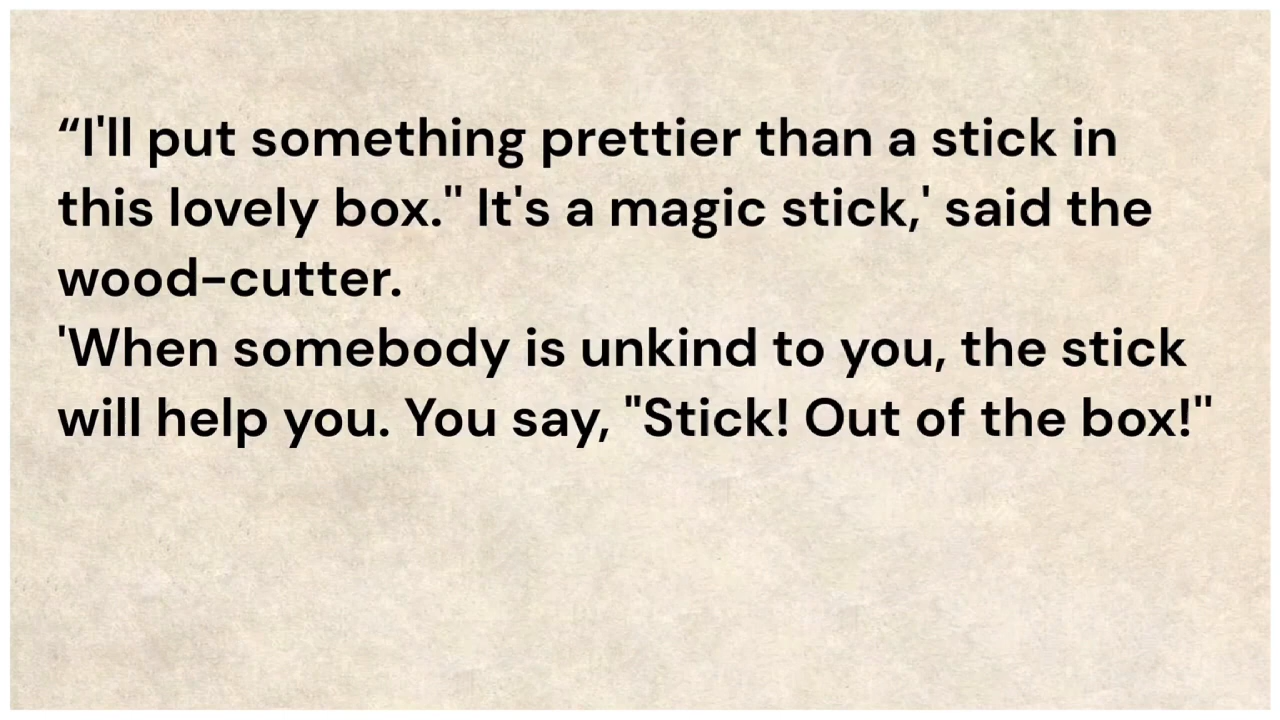 “I'll put something prettier than a stick in
this lovely box." It's a magic stick,' said the
wood-cutter.
'When somebody is unkind to you, the stick
will help you. You say, "Stick! Out of the box!"